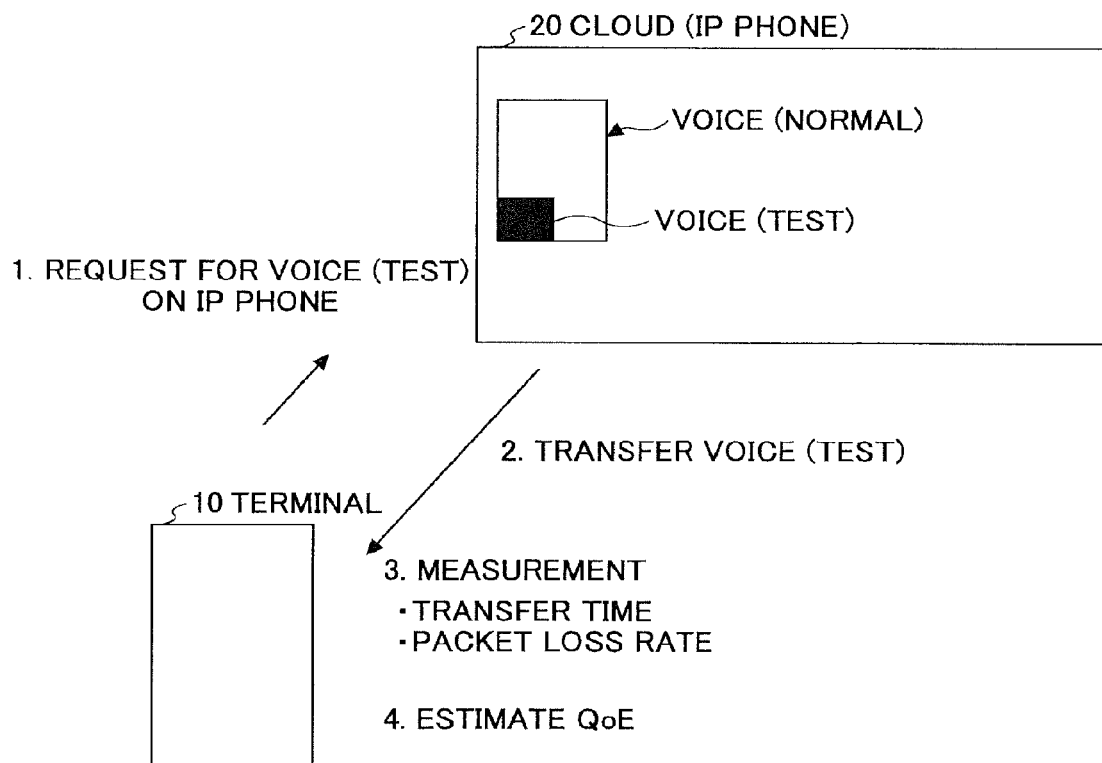 20 CLOUD (IP PHONE)
VOICE (NORMAL)
VOICE (TEST)
1. REQUEST FOR VOICE (TEST)
ON IP PHONE
2. TRANSFER VOICE (TEST)
10 TERMINAL
3. MEASUREMENT
・TRANSFER TIME
・PACKET LOSS RATE
4. ESTIMATE QoE